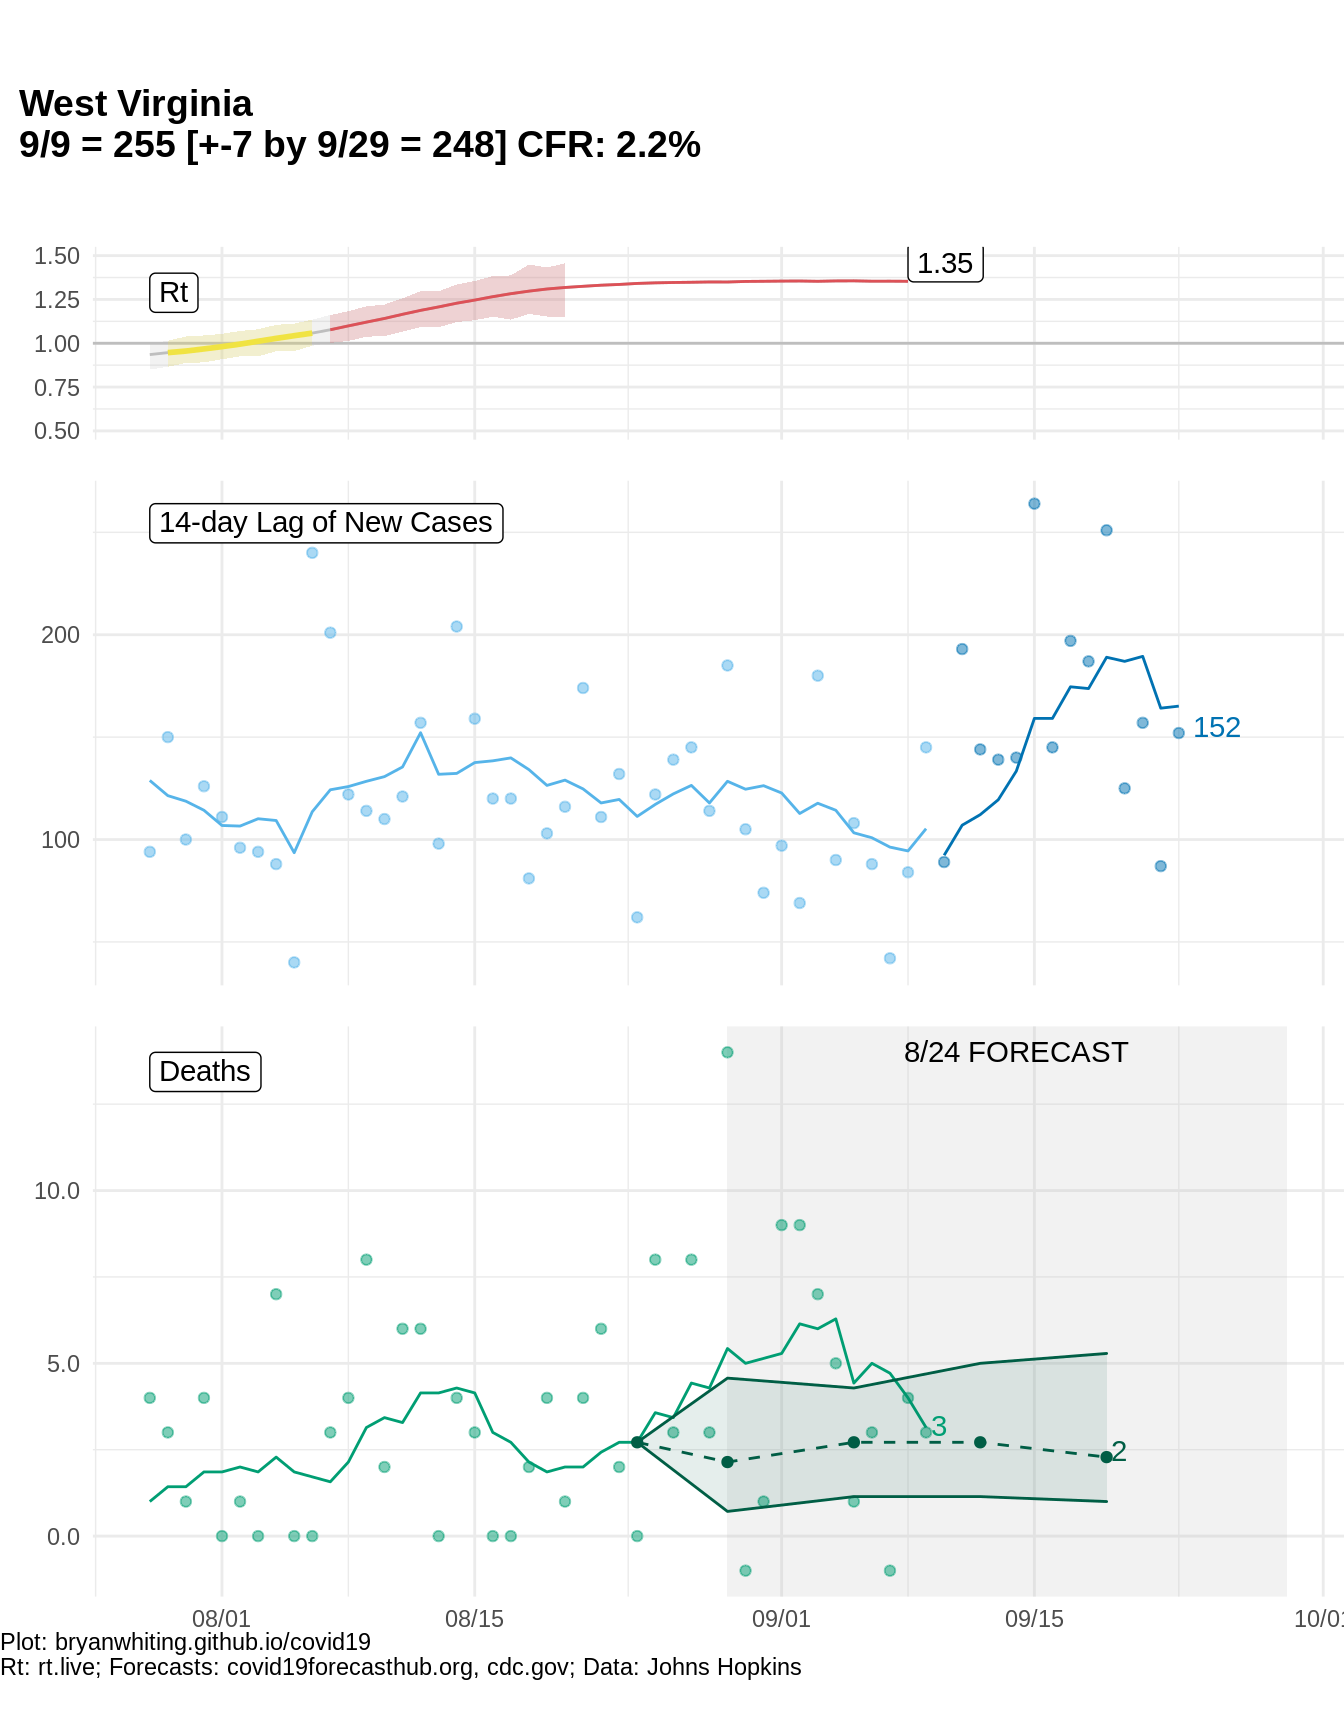 West Virginia
9/9 = 255 [+-7 by 9/29 = 248] CFR: 2.2%
1.50
1.25
1.00
0.75
0.50
Rt
1.35
14-day Lag of New Cases
200
100
152
Deaths
8/24 FORECAST
10.0
5.0
0.0
3
2
08/01
08/15
09/01
09/15
10/01
Plot: bryanwhiting.github.io/covid19
Rt: rt.live; Forecasts: covid19forecasthub.org, cdc.gov; Data: Johns Hopkins